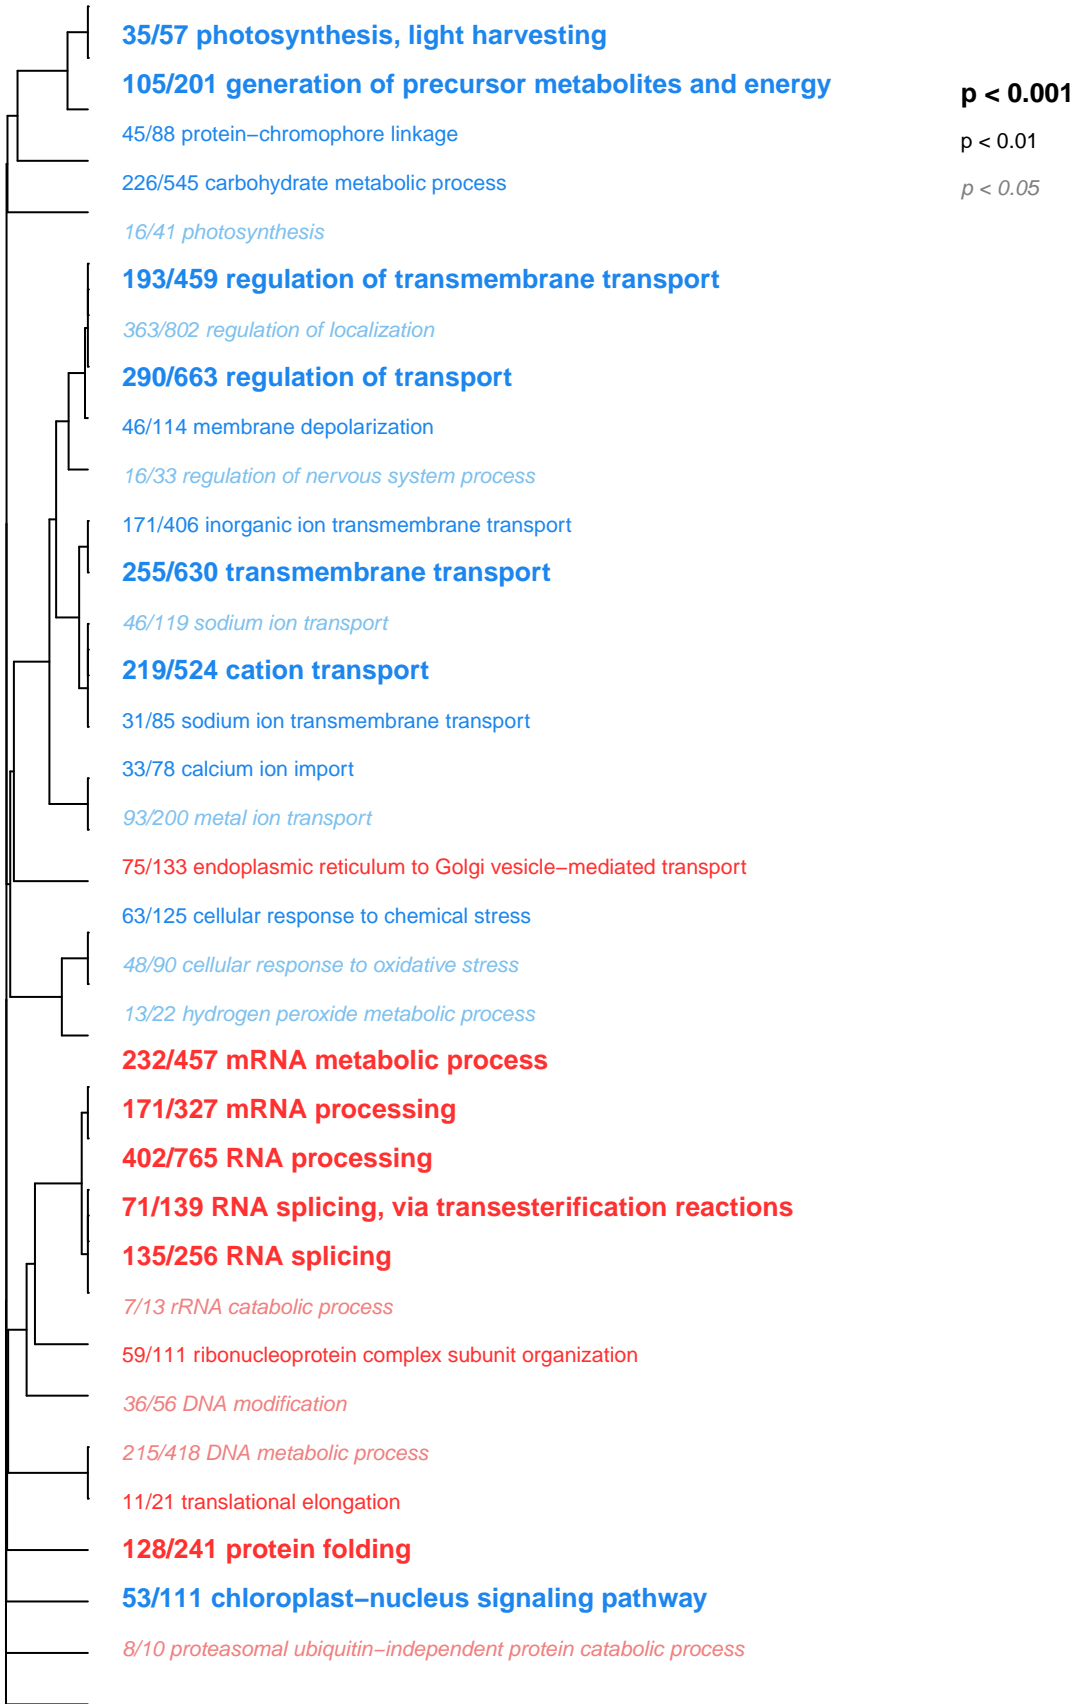 35/57 photosynthesis, light harvesting
105/201 generation of precursor metabolites and energy
p < 0.001
45/88 protein−chromophore linkage
p < 0.01
226/545 carbohydrate metabolic process
p < 0.05
16/41 photosynthesis
193/459 regulation of transmembrane transport
363/802 regulation of localization
290/663 regulation of transport
46/114 membrane depolarization
16/33 regulation of nervous system process
171/406 inorganic ion transmembrane transport
255/630 transmembrane transport
46/119 sodium ion transport
219/524 cation transport
31/85 sodium ion transmembrane transport
33/78 calcium ion import
93/200 metal ion transport
75/133 endoplasmic reticulum to Golgi vesicle−mediated transport
63/125 cellular response to chemical stress
48/90 cellular response to oxidative stress
13/22 hydrogen peroxide metabolic process
232/457 mRNA metabolic process
171/327 mRNA processing
402/765 RNA processing
71/139 RNA splicing, via transesterification reactions
135/256 RNA splicing
7/13 rRNA catabolic process
59/111 ribonucleoprotein complex subunit organization
36/56 DNA modification
215/418 DNA metabolic process
11/21 translational elongation
128/241 protein folding
53/111 chloroplast−nucleus signaling pathway
8/10 proteasomal ubiquitin−independent protein catabolic process